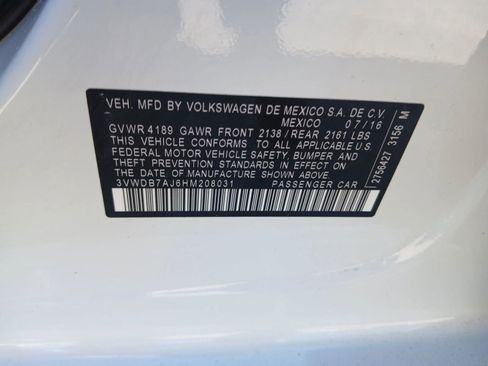 VEH. MFD BY VOLKSWAGEN DE MEXICO S.A. DE C.V.
MEXICO 07/16
GVWR 4189 GAWR FRONT 2138/REAR 2161 LBS
THIS VEHICLE CONFORMS TO ALL APPLICABLE U.S.
FEDERAL MOTOR VEHICLE SAFETY, BUMPER AND
THEFT PREVENTION STANDARDS IN EFFECT ON THE
DATE OF MANUFACTURE SHOWN ABOVE.
3VWDB7AJ6HM208031 PASSENGER CAR
2756427 3156 M